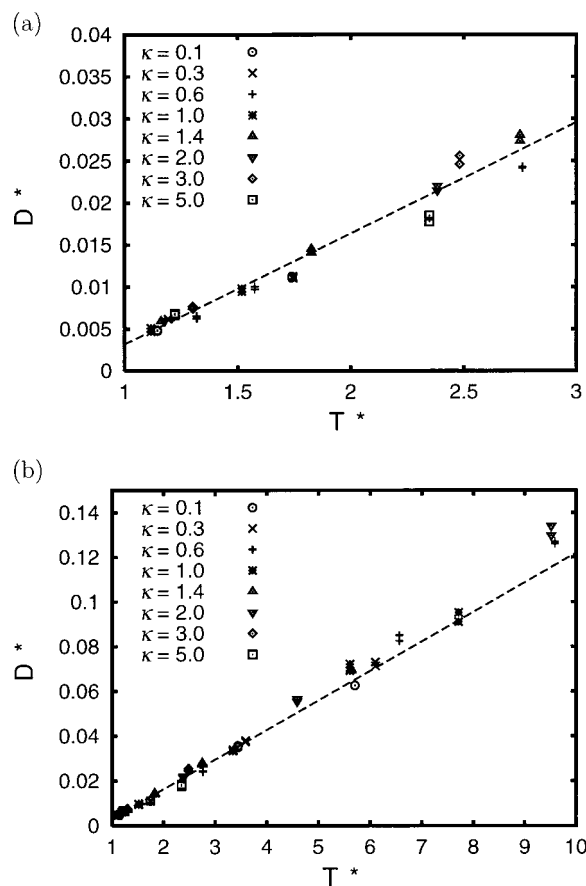 (a)
0.04
0.035
0.03
0.025
0.02
0.015
0.01
0.005
0
D *
κ = 0.1
κ = 0.3
κ = 0.6
κ = 1.0
κ = 1.4
κ = 2.0
κ = 3.0
κ = 5.0
1 1.5 2 2.5 3
T *
(b)
0.14
0.12
0.1
0.08
0.06
0.04
0.02
0
D *
κ = 0.1
κ = 0.3
κ = 0.6
κ = 1.0
κ = 1.4
κ = 2.0
κ = 3.0
κ = 5.0
1 2 3 4 5 6 7 8 9 10
T *